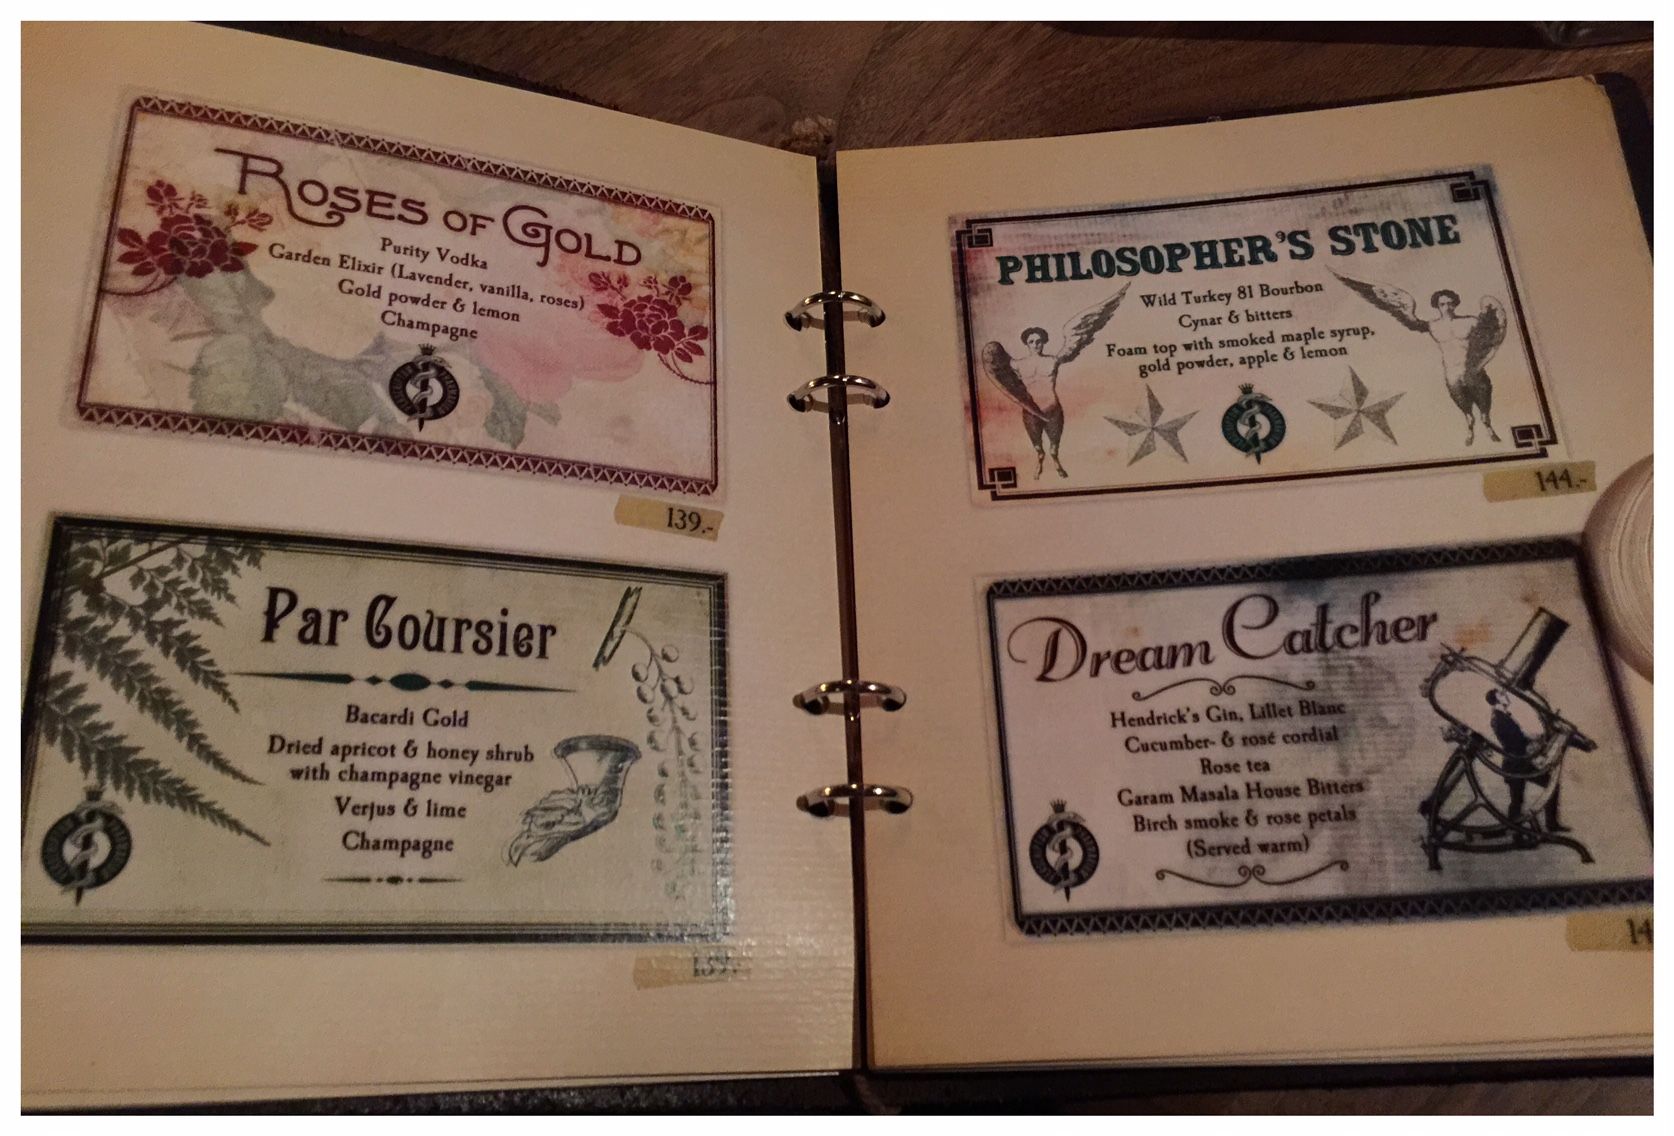 ROSES OF GOLD
Purity Vodka
Garden Elixir (Lavender, vanilla, roses)
Gold powder & lemon
Champagne
139.-
Par Coursier
Bacardi Gold
Dried apricot & honey shrub
with champagne vinegar
Verjus & lime
Champagne
PHILOSOPHER'S STONE
Wild Turkey 81 Bourbon
Cynar & bitters
Foam top with smoked maple syrup,
gold powder, apple & lemon
144.-
Dream Catcher
Hendrick's Gin, Lillet Blanc
Cucumber- & rosé cordial
Rose tea
Garam Masala House Bitters
Birch smoke & rose petals
(Served warm)
14